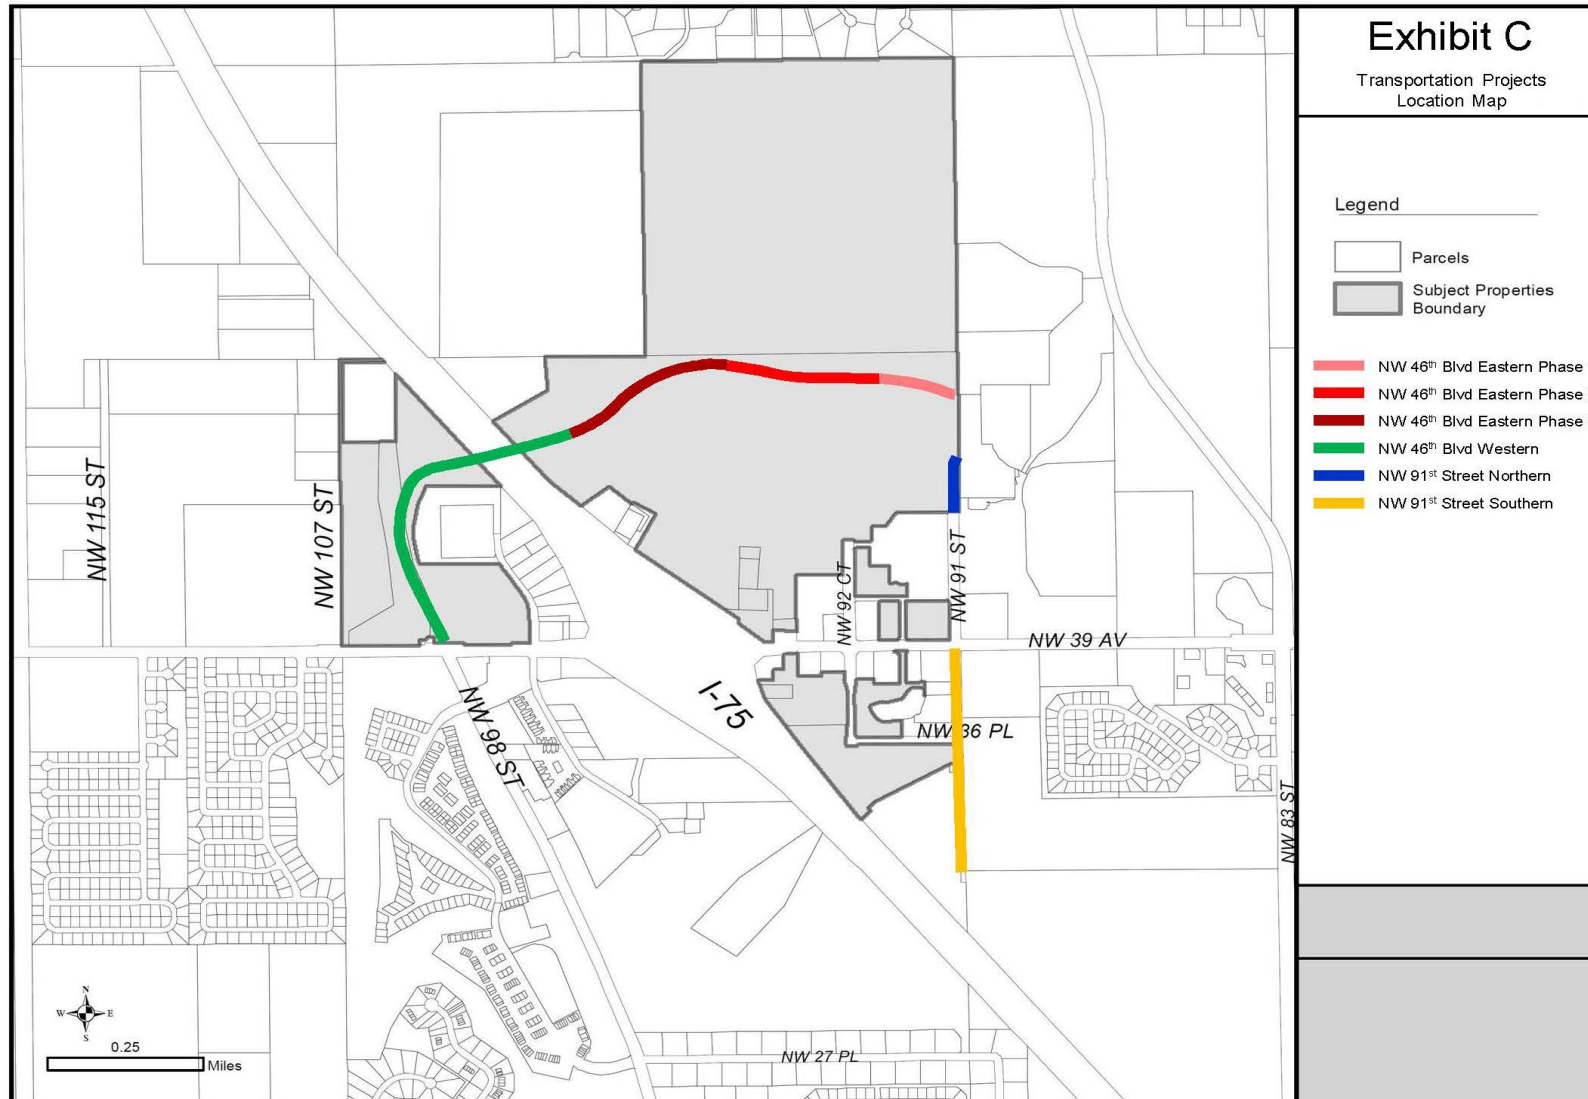 Exhibit C
Transportation Projects
Location Map
Legend
Parcels
Subject Properties
Boundary
NW 46th Blvd Eastern Phase
NW 46th Blvd Eastern Phase
NW 46th Blvd Eastern Phase
NW 46th Blvd Western
NW 91st Street Northern
NW 91st Street Southern
NW 115 ST
NW 107 ST
NW 92 CT
NW 91 ST
NW 39 AV
NW 98 ST
I-75
NW 36 PL
NW 83 ST
NW 27 PL
N
W E
S
0.25
Miles